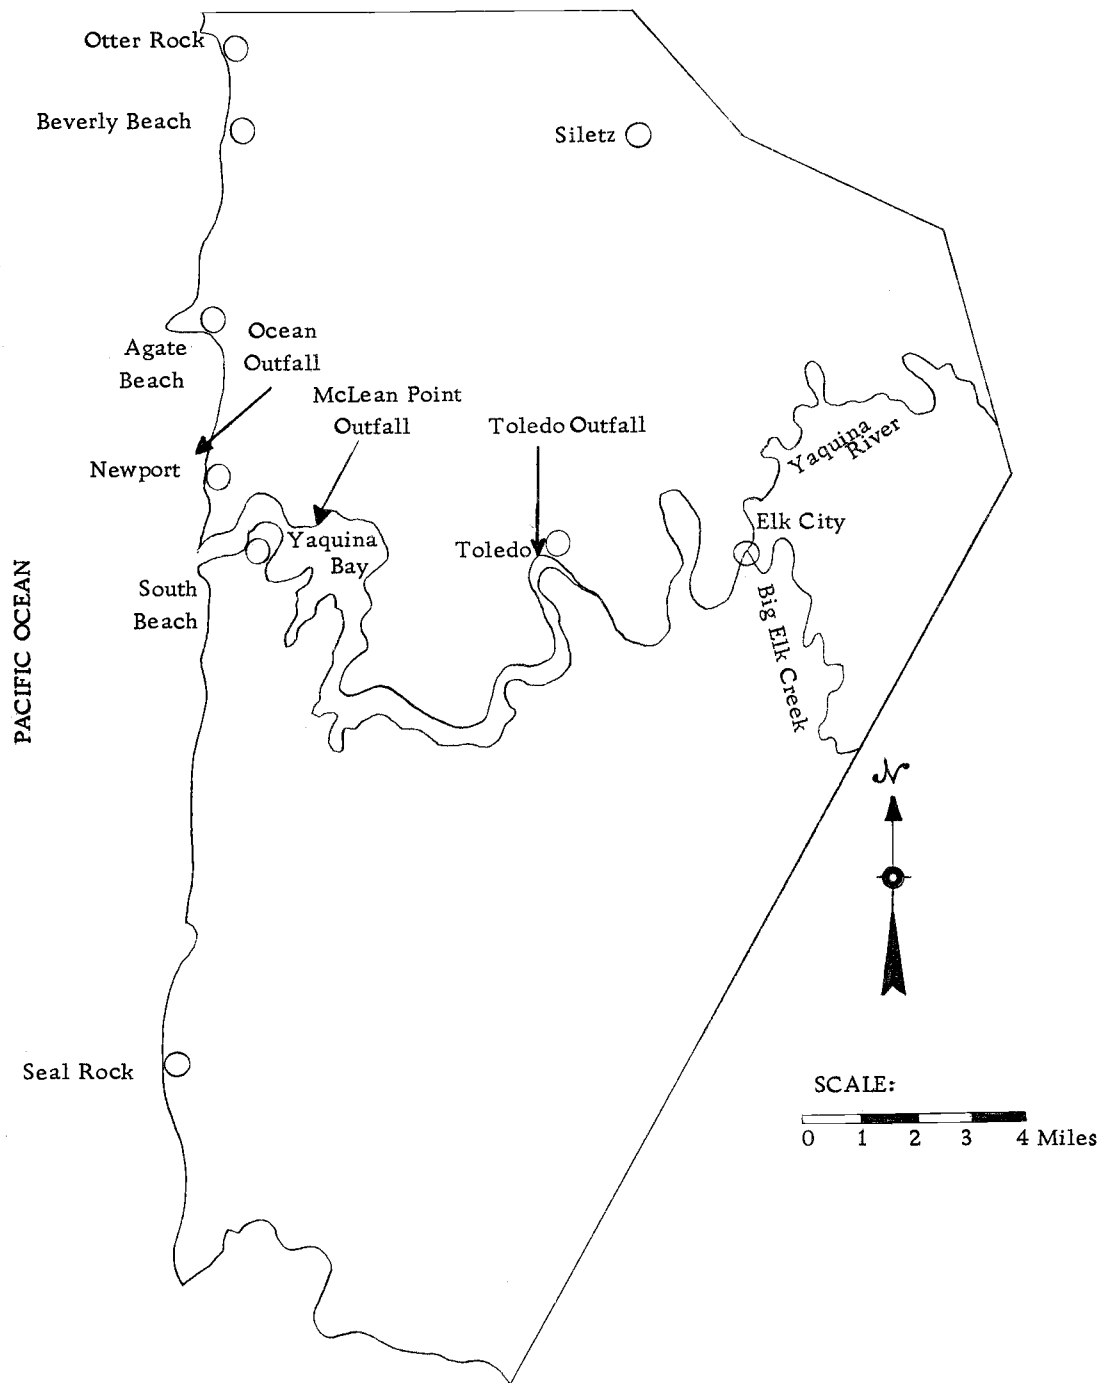 Otter Rock
Beverly Beach
Siletz
Agate
Beach
Ocean
Outfall
McLean Point
Outfall
Toledo Outfall
Newport
Yaquina
River
Elk City
Yaquina
Bay
Toledo
South
Beach
Big Elk Creek
PACIFIC OCEAN
N
Seal Rock
SCALE:
0 1 2 3 4 Miles